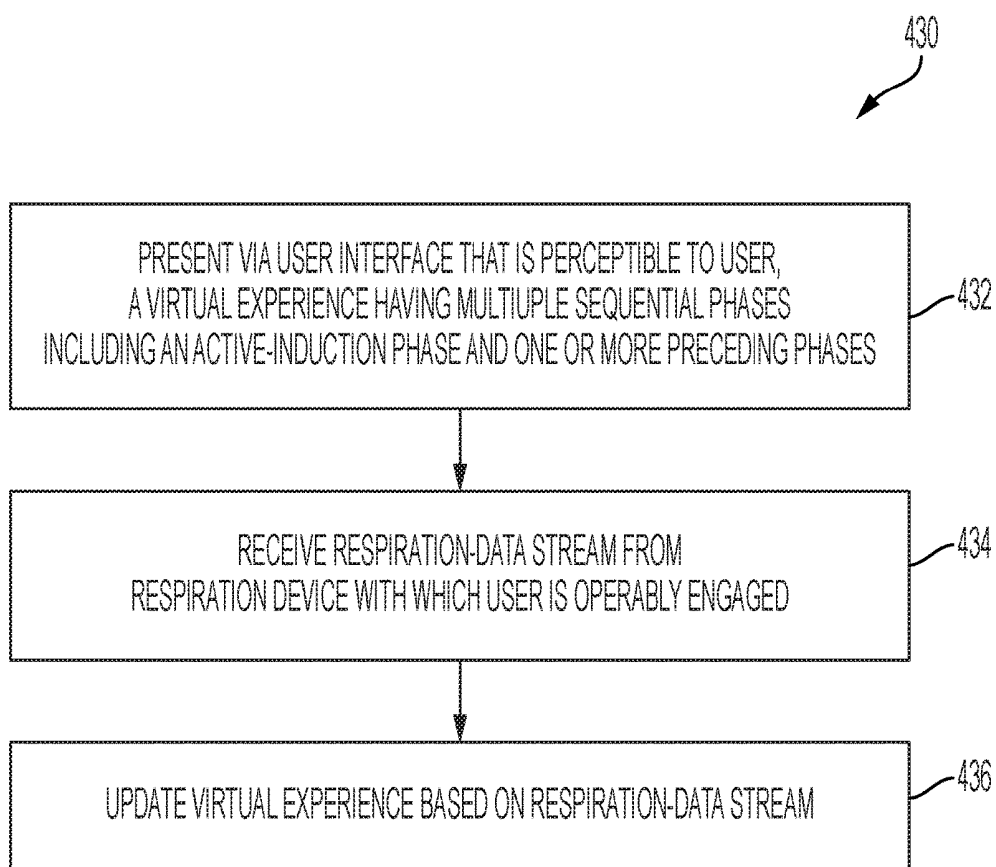 430
PRESENT VIA USER INTERFACE THAT IS PERCEPTIBLE TO USER,
A VIRTUAL EXPERIENCE HAVING MULTIUPLE SEQUENTIAL PHASES
INCLUDING AN ACTIVE-INDUCTION PHASE AND ONE OR MORE PRECEDING PHASES
432
RECEIVE RESPIRATION-DATA STREAM FROM
RESPIRATION DEVICE WITH WHICH USER IS OPERABLY ENGAGED
434
UPDATE VIRTUAL EXPERIENCE BASED ON RESPIRATION-DATA STREAM
436